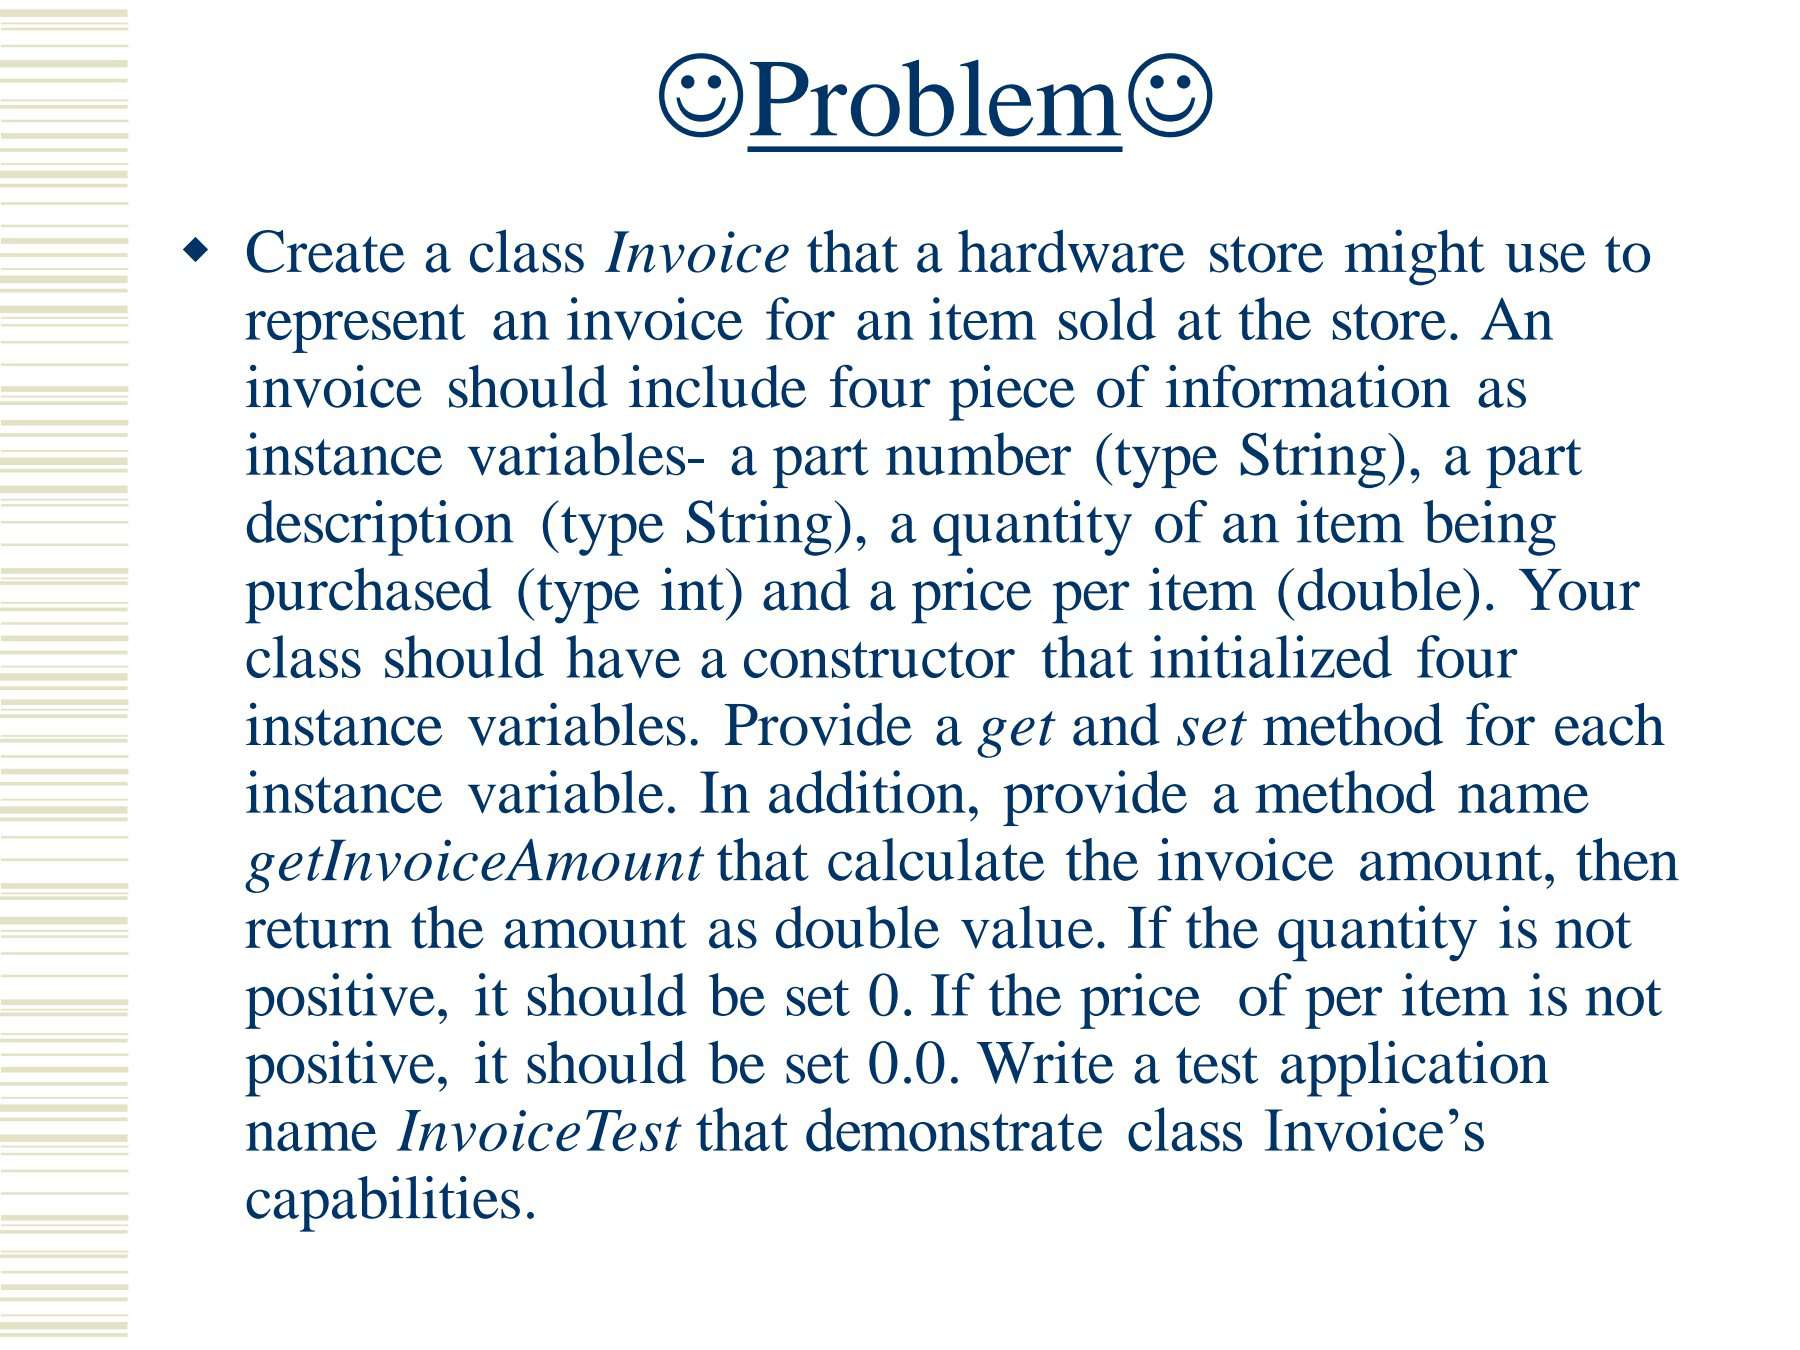 ☺Problem☺
◆ Create a class Invoice that a hardware store might use to
represent an invoice for an item sold at the store. An
invoice should include four piece of information as
instance variables- a part number (type String), a part
description (type String), a quantity of an item being
purchased (type int) and a price per item (double). Your
class should have a constructor that initialized four
instance variables. Provide a get and set method for each
instance variable. In addition, provide a method name
getInvoiceAmount that calculate the invoice amount, then
return the amount as double value. If the quantity is not
positive, it should be set 0. If the price of per item is not
positive, it should be set 0.0. Write a test application
name InvoiceTest that demonstrate class Invoice’s
capabilities.